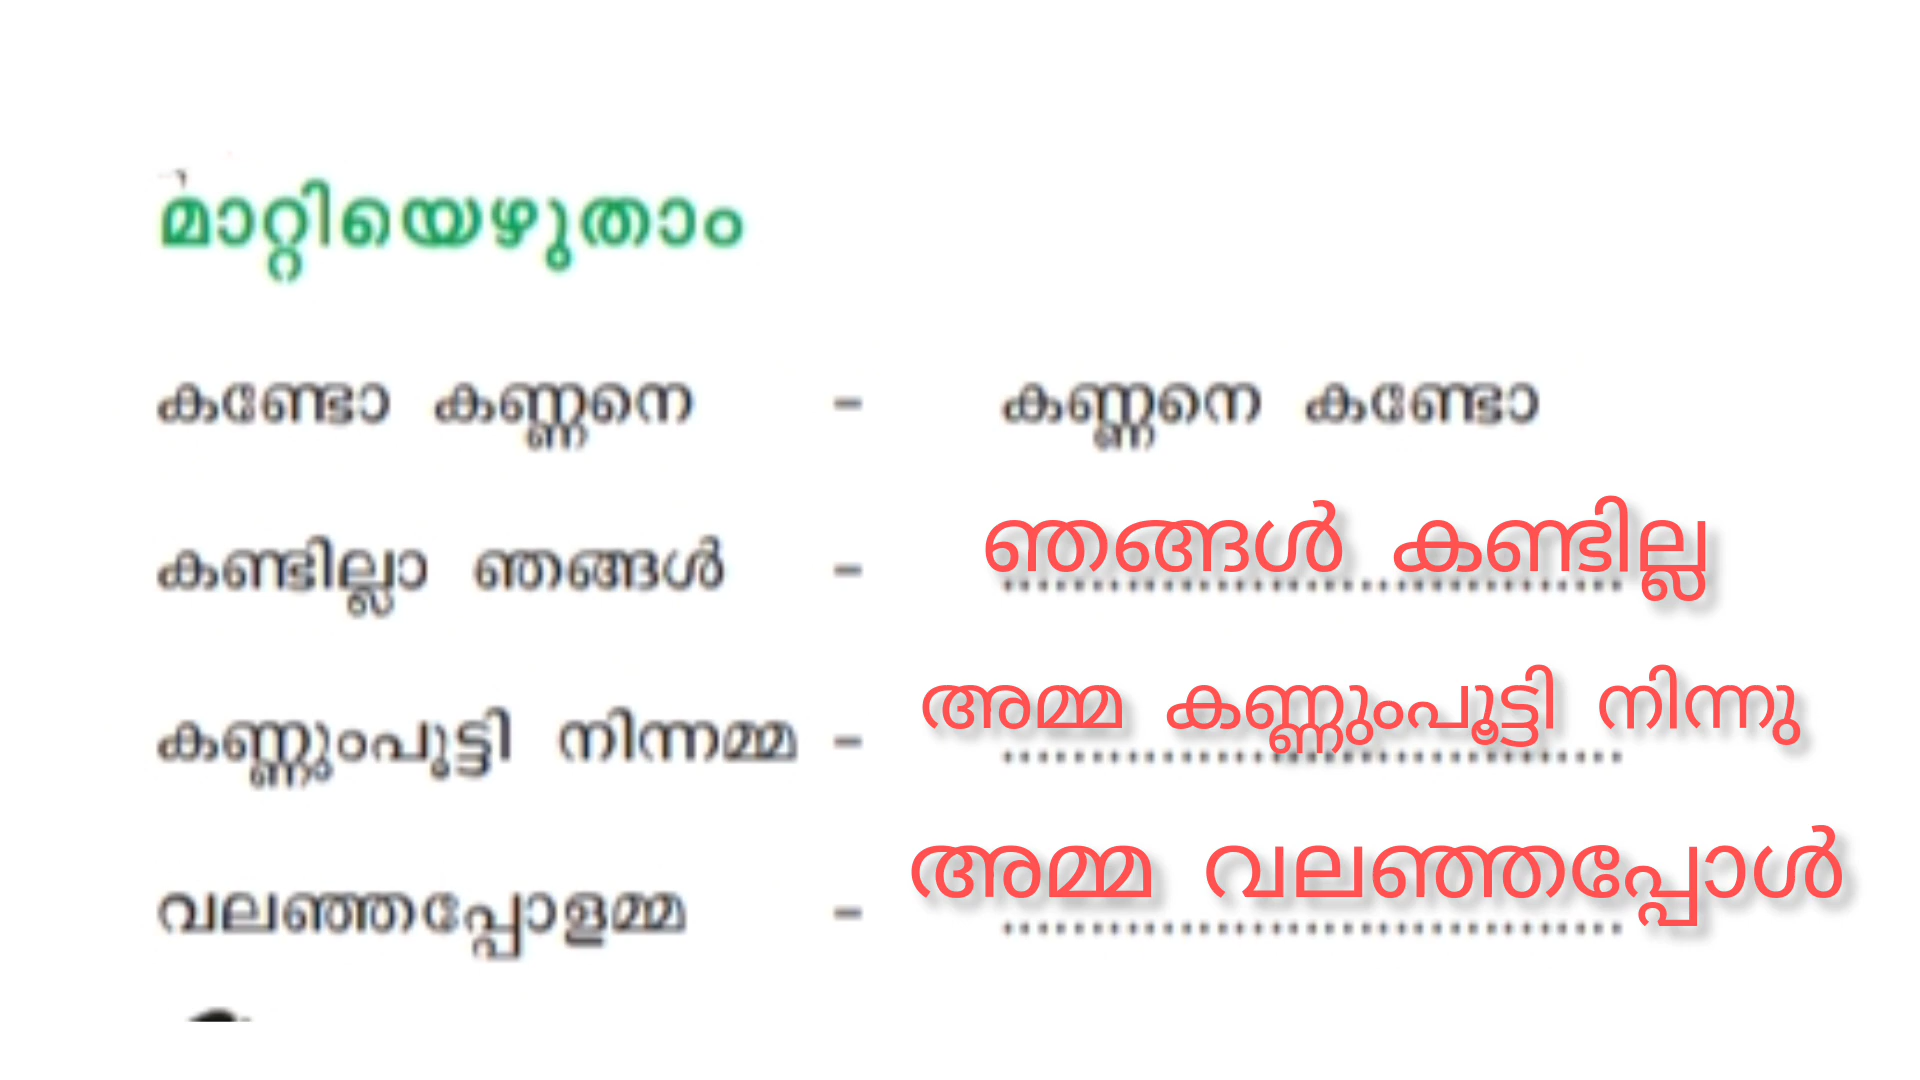 മാറ്റിയെഴുതാം
കണ്ടോ കണ്ണനെ - കണ്ണനെ കണ്ടോ
കണ്ടില്ലാ ഞങ്ങൾ - ഞങ്ങൾ കണ്ടില്ല
കണ്ണുംപൂട്ടി നിന്നമ്മ - അമ്മ കണ്ണുംപൂട്ടി നിന്നു
വലഞ്ഞപ്പോളമ്മ - അമ്മ വലഞ്ഞപ്പോൾ